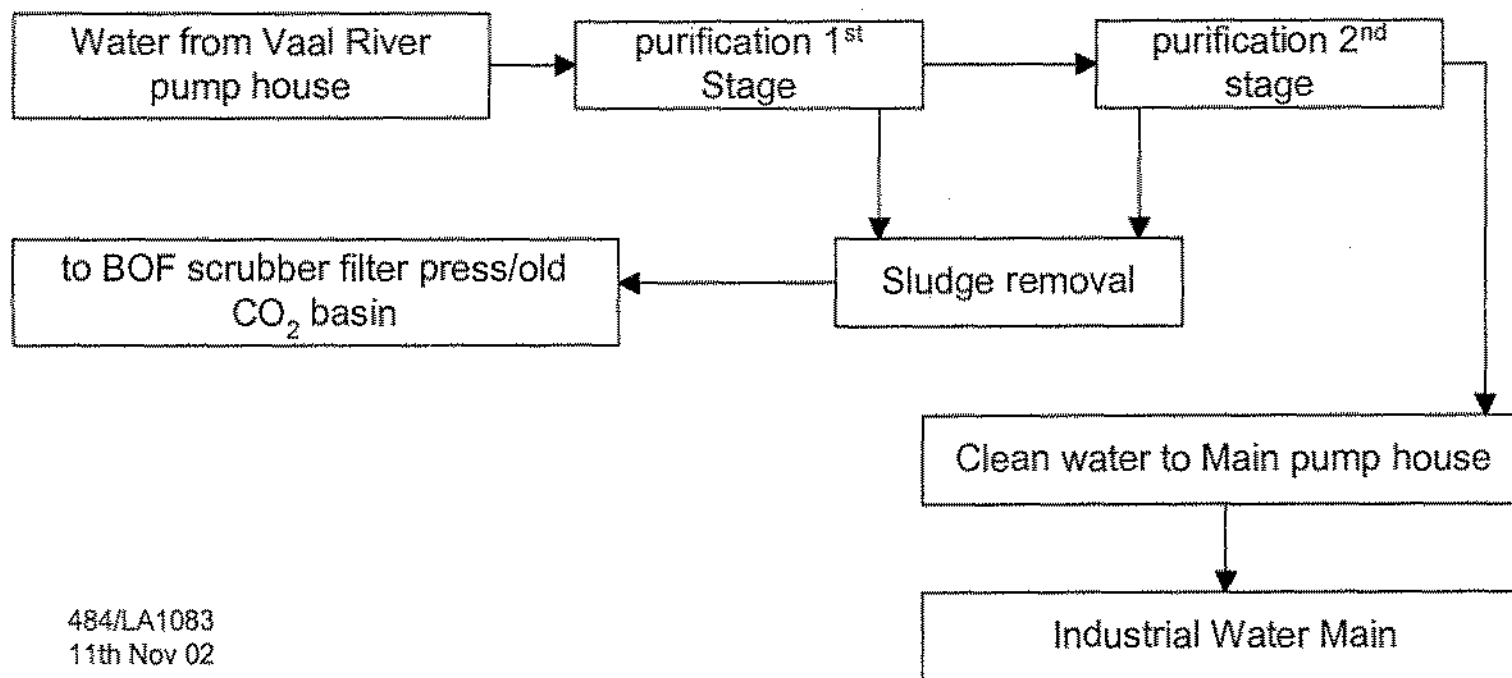 Water from Vaal River
pump house
purification 1st
Stage
purification 2nd
stage
to BOF scrubber filter press/old
CO2 basin
Sludge removal
Clean water to Main pump house
Industrial Water Main
484/LA1083
11th Nov 02